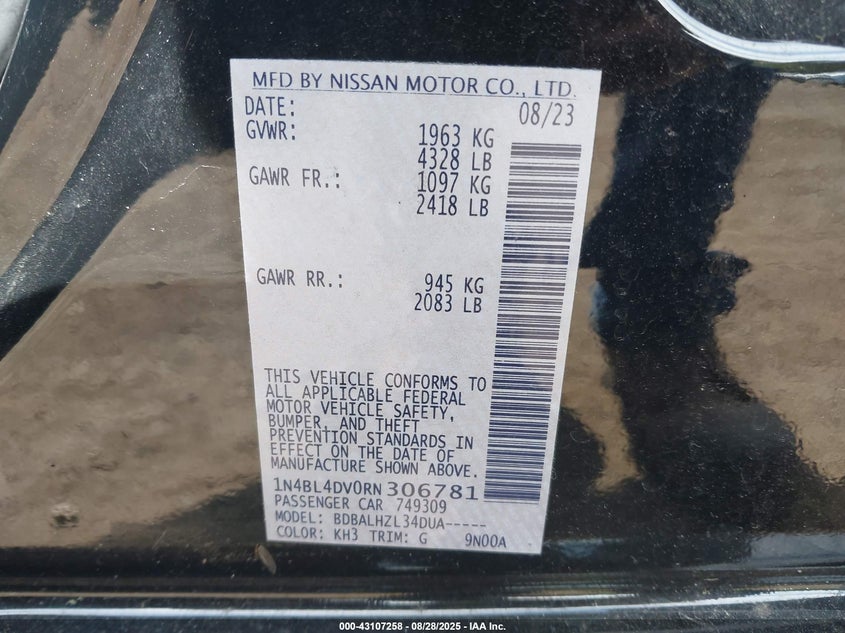 MFD BY NISSAN MOTOR CO., LTD.
DATE: 08/23
GVWR: 1963 KG
4328 LB
GAWR FR.: 1097 KG
2418 LB
GAWR RR.: 945 KG
2083 LB
THIS VEHICLE CONFORMS TO
ALL APPLICABLE FEDERAL
MOTOR VEHICLE SAFETY,
BUMPER, AND THEFT
PREVENTION STANDARDS IN
EFFECT ON THE DATE OF
MANUFACTURE SHOWN ABOVE.
1N4BL4DV0RN306781
PASSENGER CAR 749309
MODEL: BDBALHZL34DUA-----
COLOR: KH3 TRIM: G 9N00A
000-43107258 - 08/28/2025 - IAA Inc.